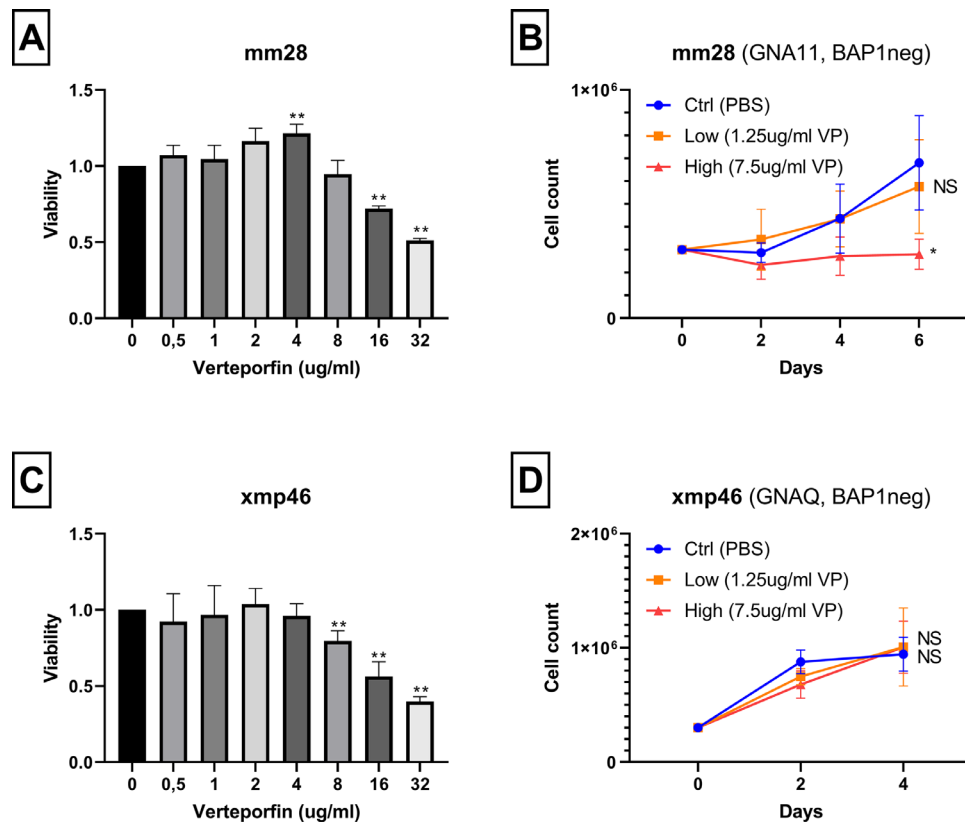 A
mm28
1.5
1.0
0.5
0.0
Viability
**
**
**
0 0,5 1 2 4 8 16 32
Verteporfin (ug/ml)
B
mm28 (GNA11, BAP1neg)
1×10⁶
0
Cell count
Ctrl (PBS)
Low (1.25ug/ml VP)
High (7.5ug/ml VP)
NS
*
0 2 4 6
Days
C
xmp46
1.5
1.0
0.5
0.0
Viability
**
**
**
0 0,5 1 2 4 8 16 32
Verteporfin (ug/ml)
D
xmp46 (GNAQ, BAP1neg)
2×10⁶
1×10⁶
0
Cell count
Ctrl (PBS)
Low (1.25ug/ml VP)
High (7.5ug/ml VP)
NS
NS
0 2 4
Days